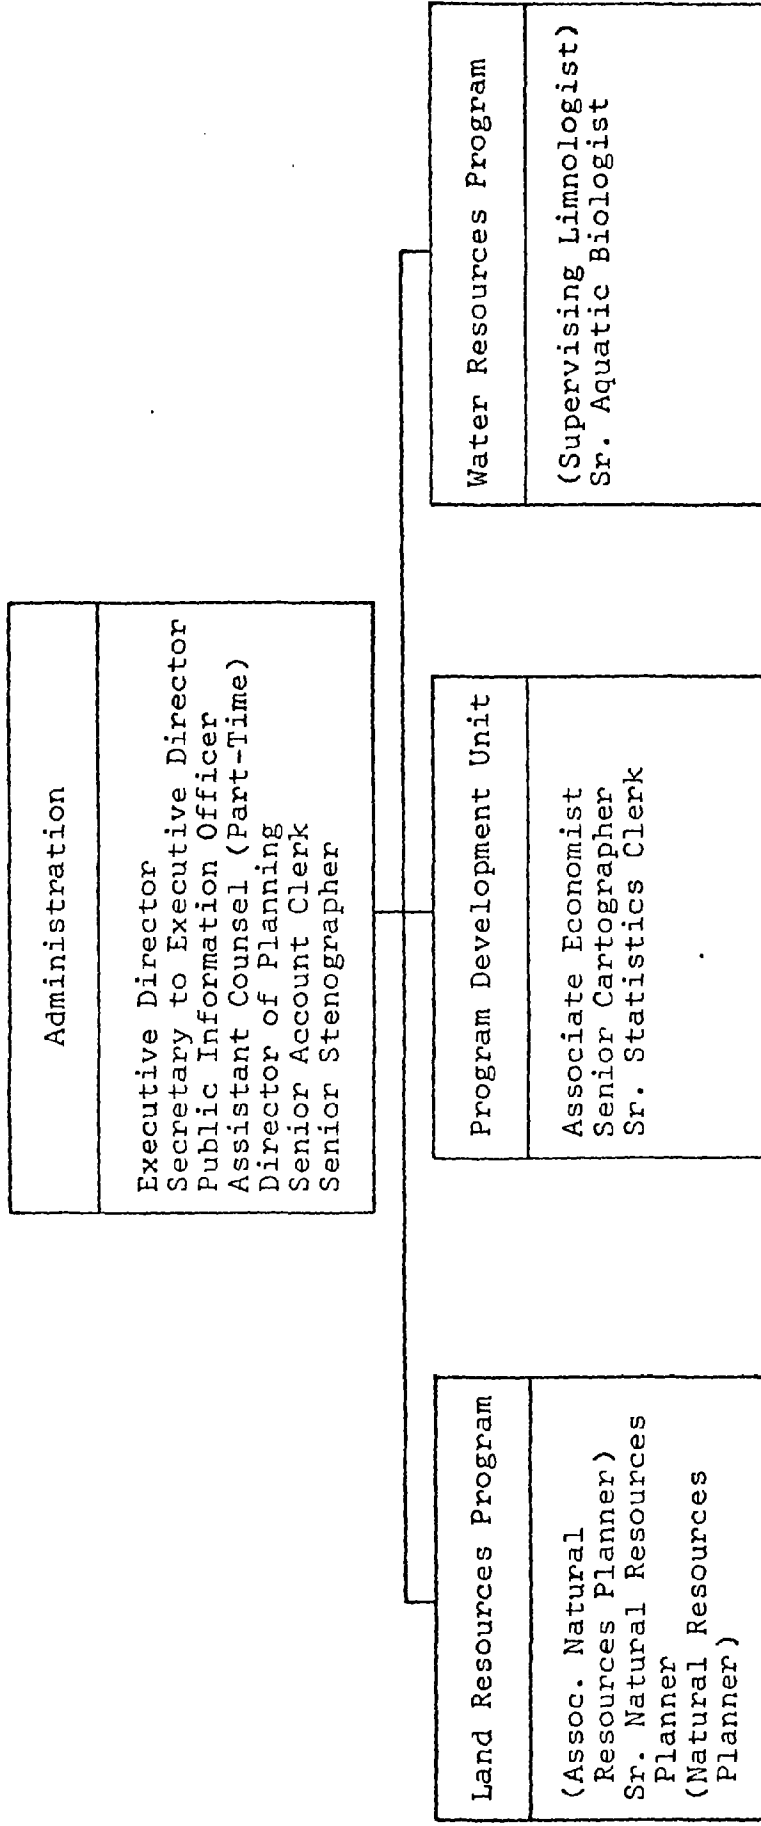 Administration
Executive Director
Secretary to Executive Director
Public Information Officer
Assistant Counsel (Part-Time)
Director of Planning
Senior Account Clerk
Senior Stenographer
Land Resources Program
(Assoc. Natural
Resources Planner)
Sr. Natural Resources
Planner
(Natural Resources
Planner)
Program Development Unit
Associate Economist
Senior Cartographer
Sr. Statistics Clerk
Water Resources Program
(Supervising Limnologist)
Sr. Aquatic Biologist